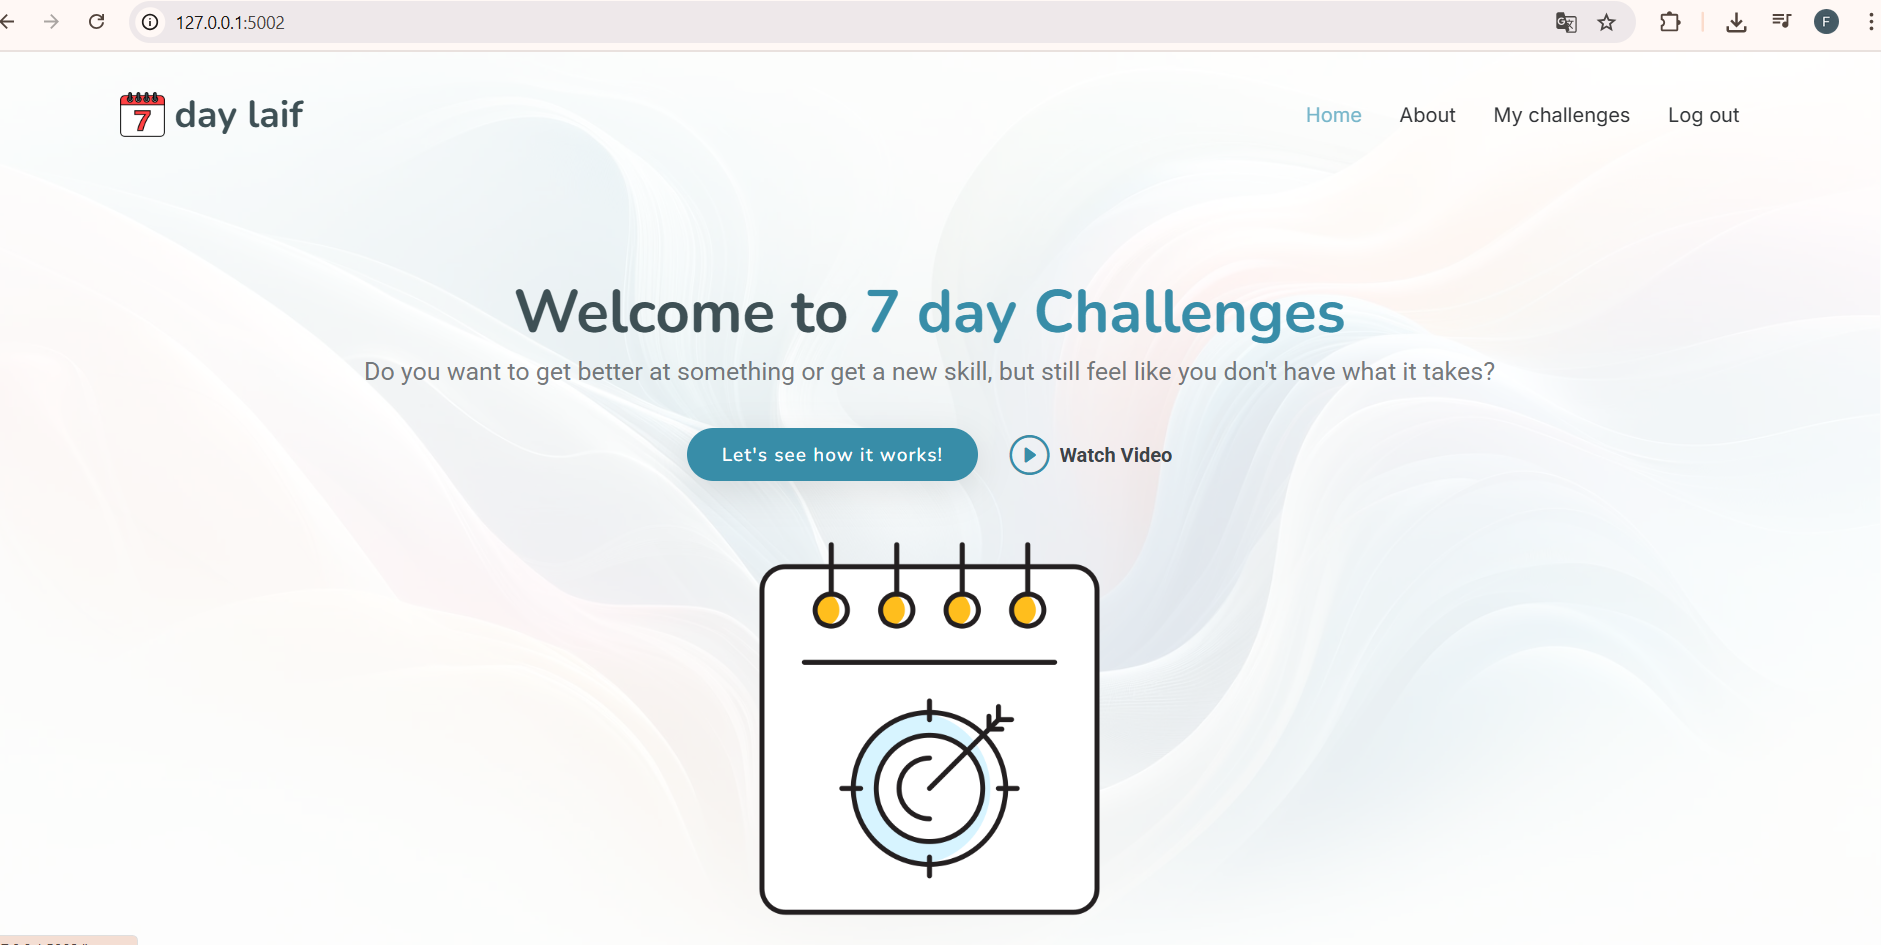 127.0.0.1:5002
F
7 day laif
Home About My challenges Log out
Welcome to 7 day Challenges
Do you want to get better at something or get a new skill, but still feel like you don't have what it takes?
Let's see how it works! Watch Video